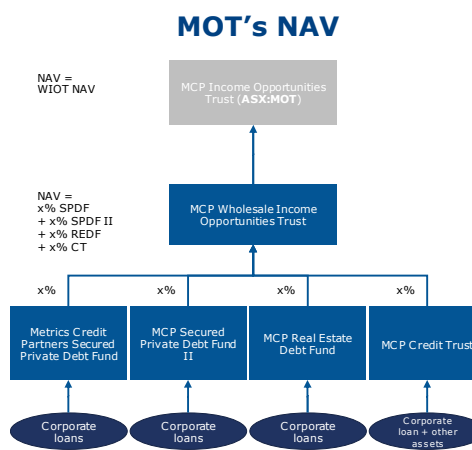 MOT's NAV
NAV =
WIOT NAV
MCP Income Opportunities
Trust (ASX:MOT)
NAV =
x% SPDF
+ x% SPDF II
+ x% REDF
+ x% CT
MCP Wholesale Income
Opportunities Trust
x%
x%
x%
x%
Metrics Credit
Partners Secured
Private Debt Fund
MCP Secured
Private Debt Fund
II
MCP Real Estate
Debt Fund
MCP Credit Trust
Corporate
loans
Corporate
loans
Corporate
loans
Corporate
loan + other
assets